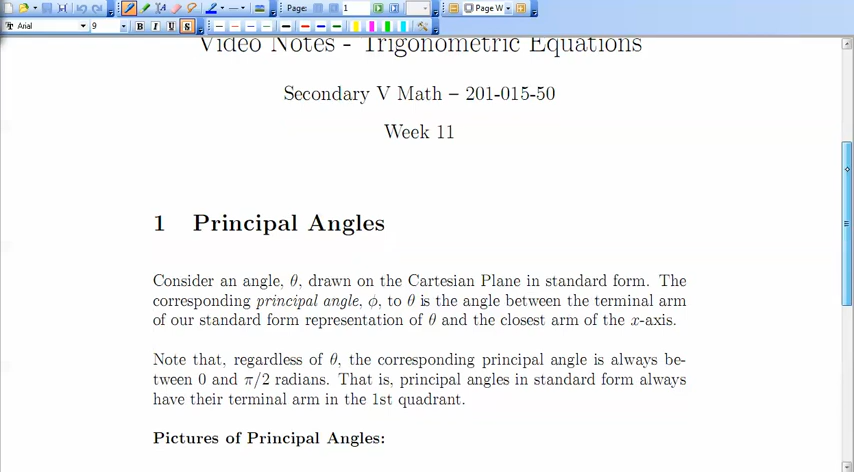 Page: 1 Page W
Arial 9 B I U S
Video Notes - Trigonometric Equations
Secondary V Math – 201-015-50
Week 11
1 Principal Angles
Consider an angle, θ, drawn on the Cartesian Plane in standard form. The
corresponding principal angle, ϕ, to θ is the angle between the terminal arm
of our standard form representation of θ and the closest arm of the x-axis.
Note that, regardless of θ, the corresponding principal angle is always be-
tween 0 and π/2 radians. That is, principal angles in standard form always
have their terminal arm in the 1st quadrant.
Pictures of Principal Angles: